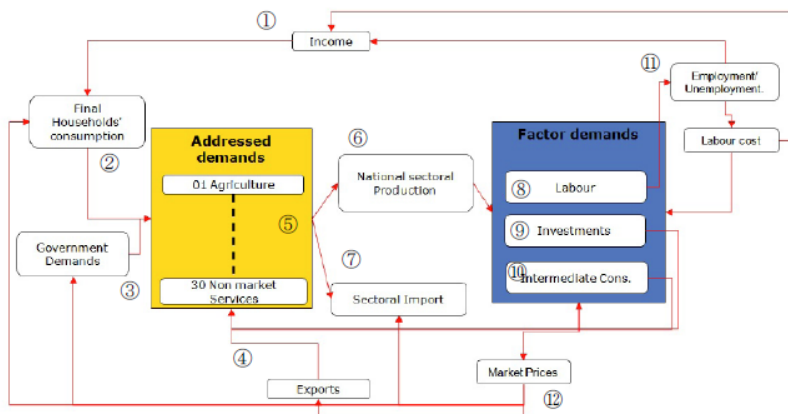 ①
Income
⑪
Employment/
Unemployment.
Final
Households'
consumption
②
Addressed
demands
⑥
Factor demands
Labour cost
01 Agriculture
National sectoral
Production
⑧
Labour
⑤
⑨
Investments
Government
Demands
③
⑦
⑩
Intermediate Cons.
30 Non market
Services
Sectoral Import
④
Market Prices
Exports
⑫